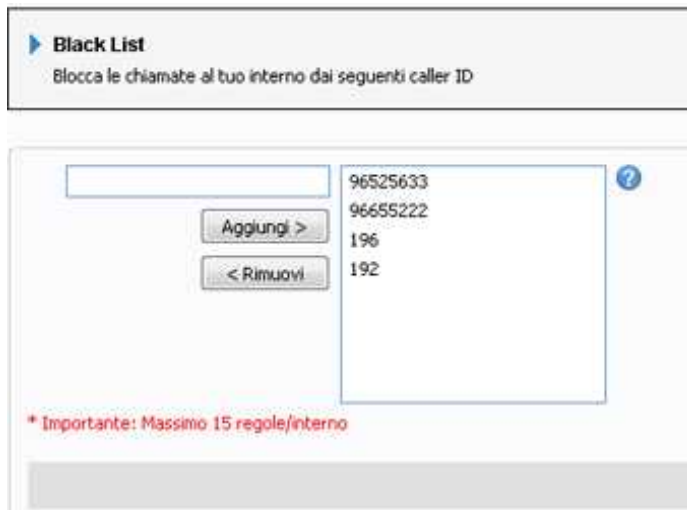 Black List
Blocca le chiamate al tuo interno dai seguenti caller ID
96525633
96655222
Aggiungi >
196
< Rimuovi
192
* Importante: Massimo 15 regole/interno